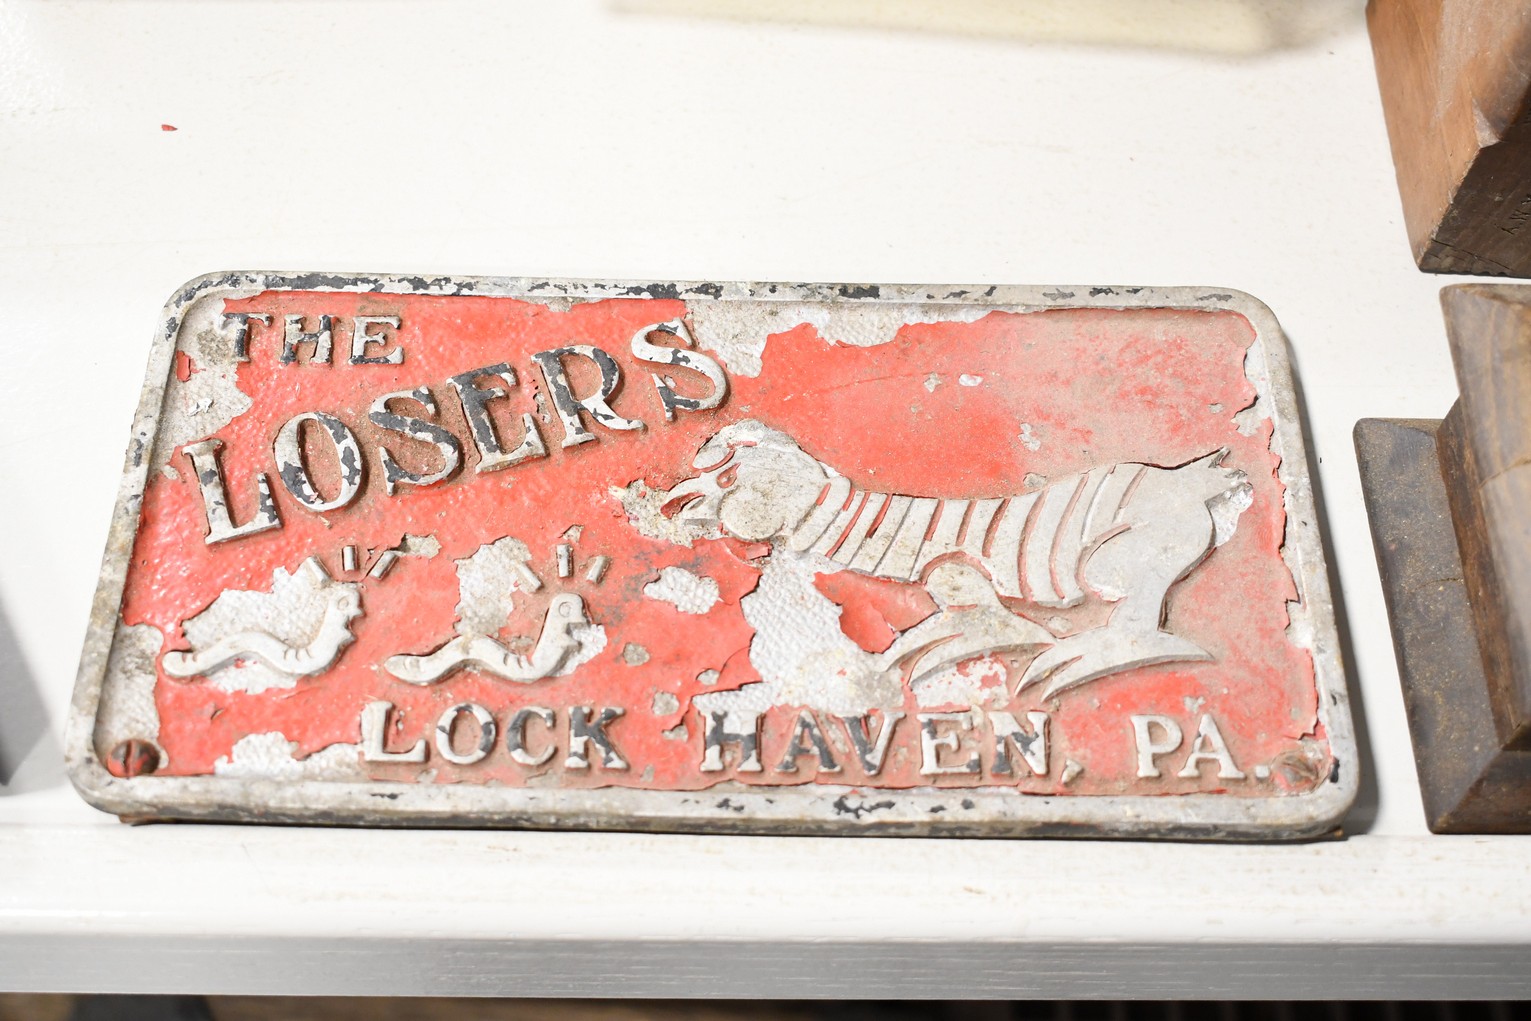 THE
LOSERS
LOCK HAVEN, PA.